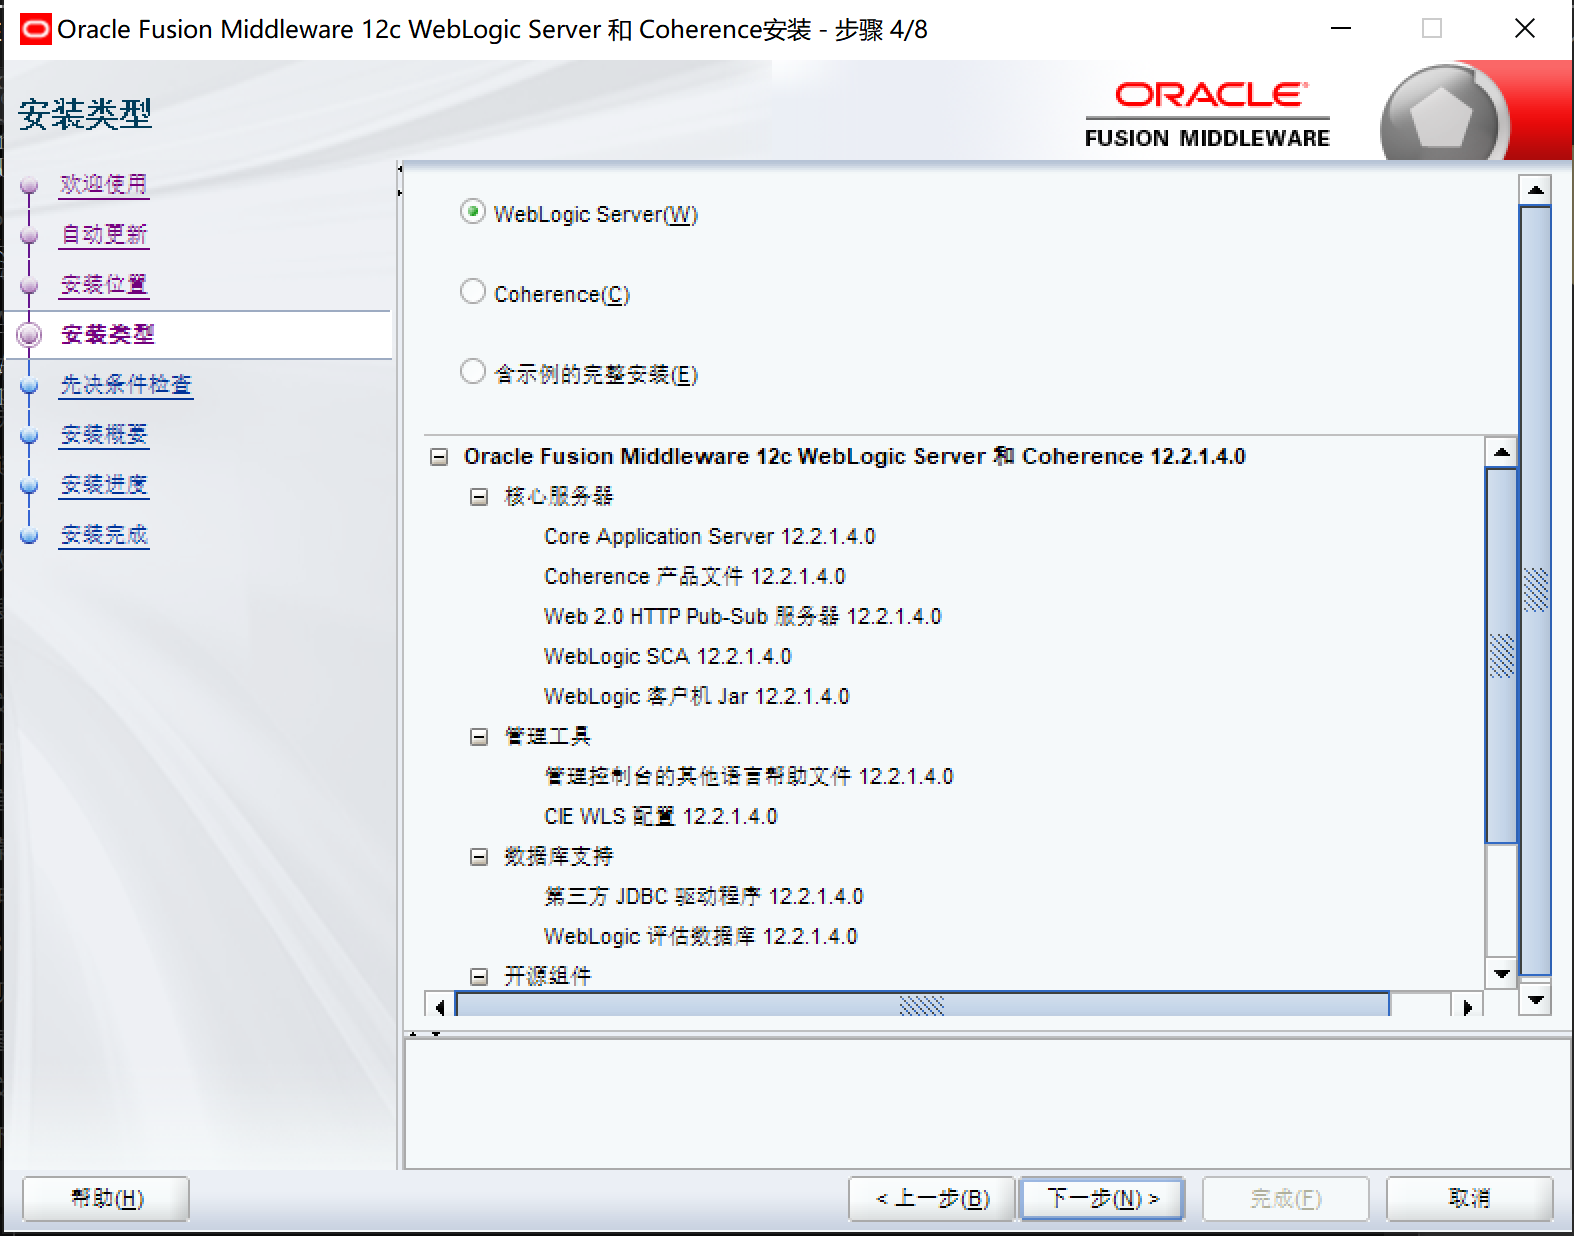 Oracle Fusion Middleware 12c WebLogic Server 和 Coherence安装 - 步骤 4/8
安装类型
ORACLE
FUSION MIDDLEWARE
欢迎使用
自动更新
安装位置
安装类型
先决条件检查
安装概要
安装进度
安装完成
WebLogic Server(W)
Coherence(C)
含示例的完整安装(E)
Oracle Fusion Middleware 12c WebLogic Server 和 Coherence 12.2.1.4.0
核心服务器
Core Application Server 12.2.1.4.0
Coherence 产品文件 12.2.1.4.0
Web 2.0 HTTP Pub-Sub 服务器 12.2.1.4.0
WebLogic SCA 12.2.1.4.0
WebLogic 客户机 Jar 12.2.1.4.0
管理工具
管理控制台的其他语言帮助文件 12.2.1.4.0
CIE WLS 配置 12.2.1.4.0
数据库支持
第三方 JDBC 驱动程序 12.2.1.4.0
WebLogic 评估数据库 12.2.1.4.0
开源组件
帮助(H)
< 上一步(B)
下一步(N) >
完成(F)
取消